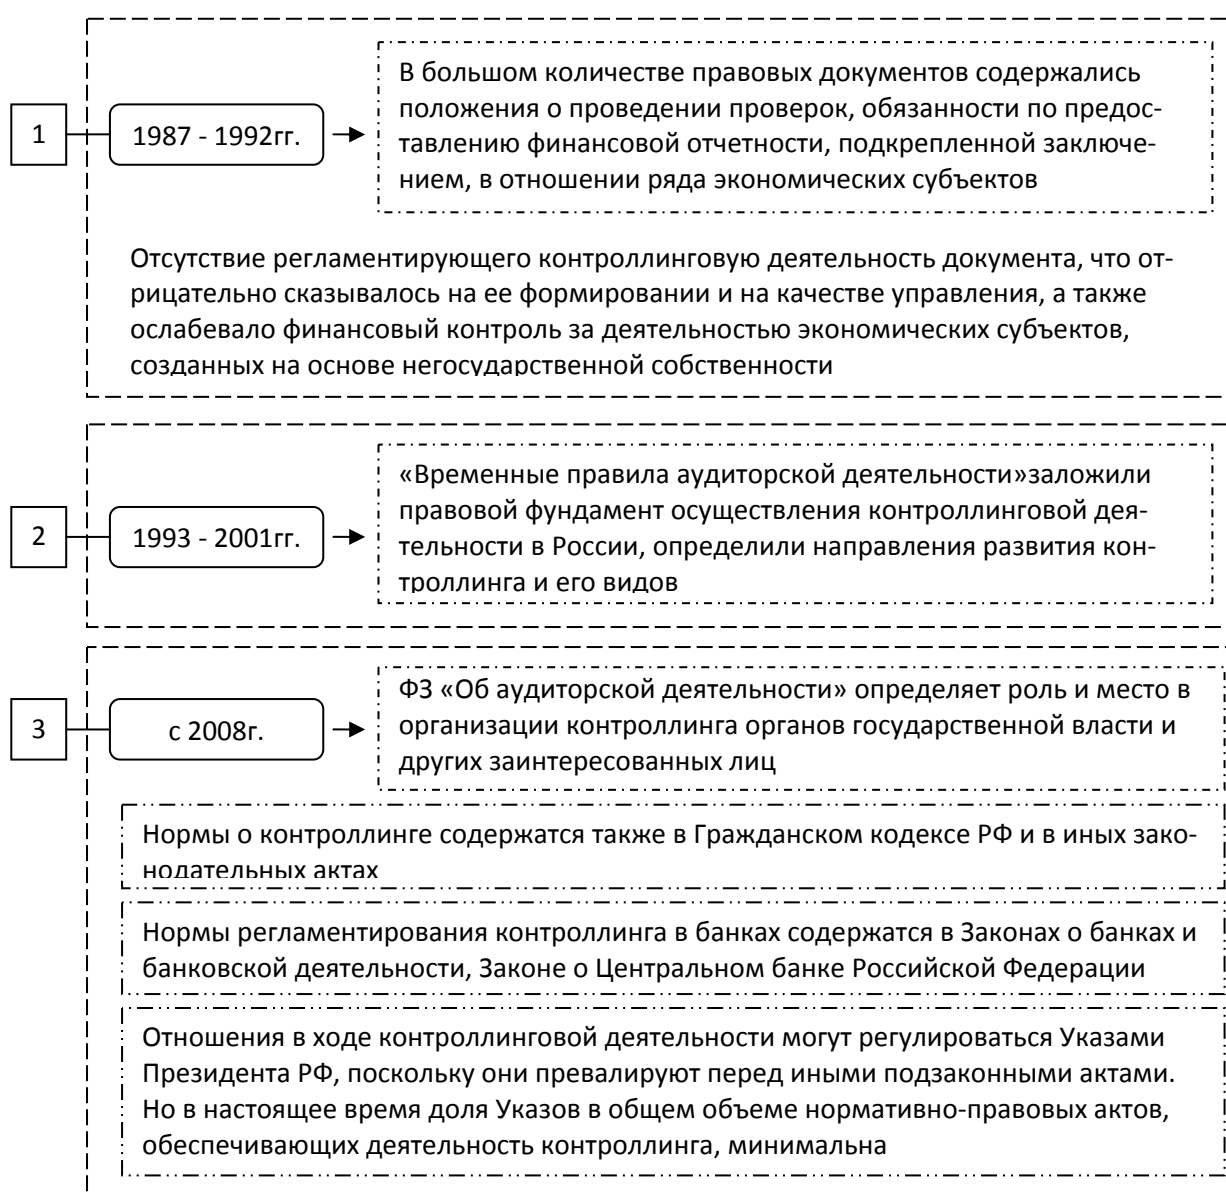 1
1987 - 1992гг.
В большом количестве правовых документов содержались
положения о проведении проверок, обязанности по предос-
тавлению финансовой отчетности, подкрепленной заключе-
нием, в отношении ряда экономических субъектов
Отсутствие регламентирующего контроллинговую деятельность документа, что от-
рицательно сказывалось на ее формировании и на качестве управления, а также
ослабевало финансовый контроль за деятельностью экономических субъектов,
созданных на основе негосударственной собственности
2
1993 - 2001гг.
«Временные правила аудиторской деятельности»заложили
правовой фундамент осуществления контроллинговой дея-
тельности в России, определили направления развития кон-
троллинга и его видов
3
с 2008г.
ФЗ «Об аудиторской деятельности» определяет роль и место в
организации контроллинга органов государственной власти и
других заинтересованных лиц
Нормы о контроллинге содержатся также в Гражданском кодексе РФ и в иных зако-
нодательных актах
Нормы регламентирования контроллинга в банках содержатся в Законах о банках и
банковской деятельности, Законе о Центральном банке Российской Федерации
Отношения в ходе контроллинговой деятельности могут регулироваться Указами
Президента РФ, поскольку они превалируют перед иными подзаконными актами.
Но в настоящее время доля Указов в общем объеме нормативно-правовых актов,
обеспечивающих деятельность контроллинга, минимальна